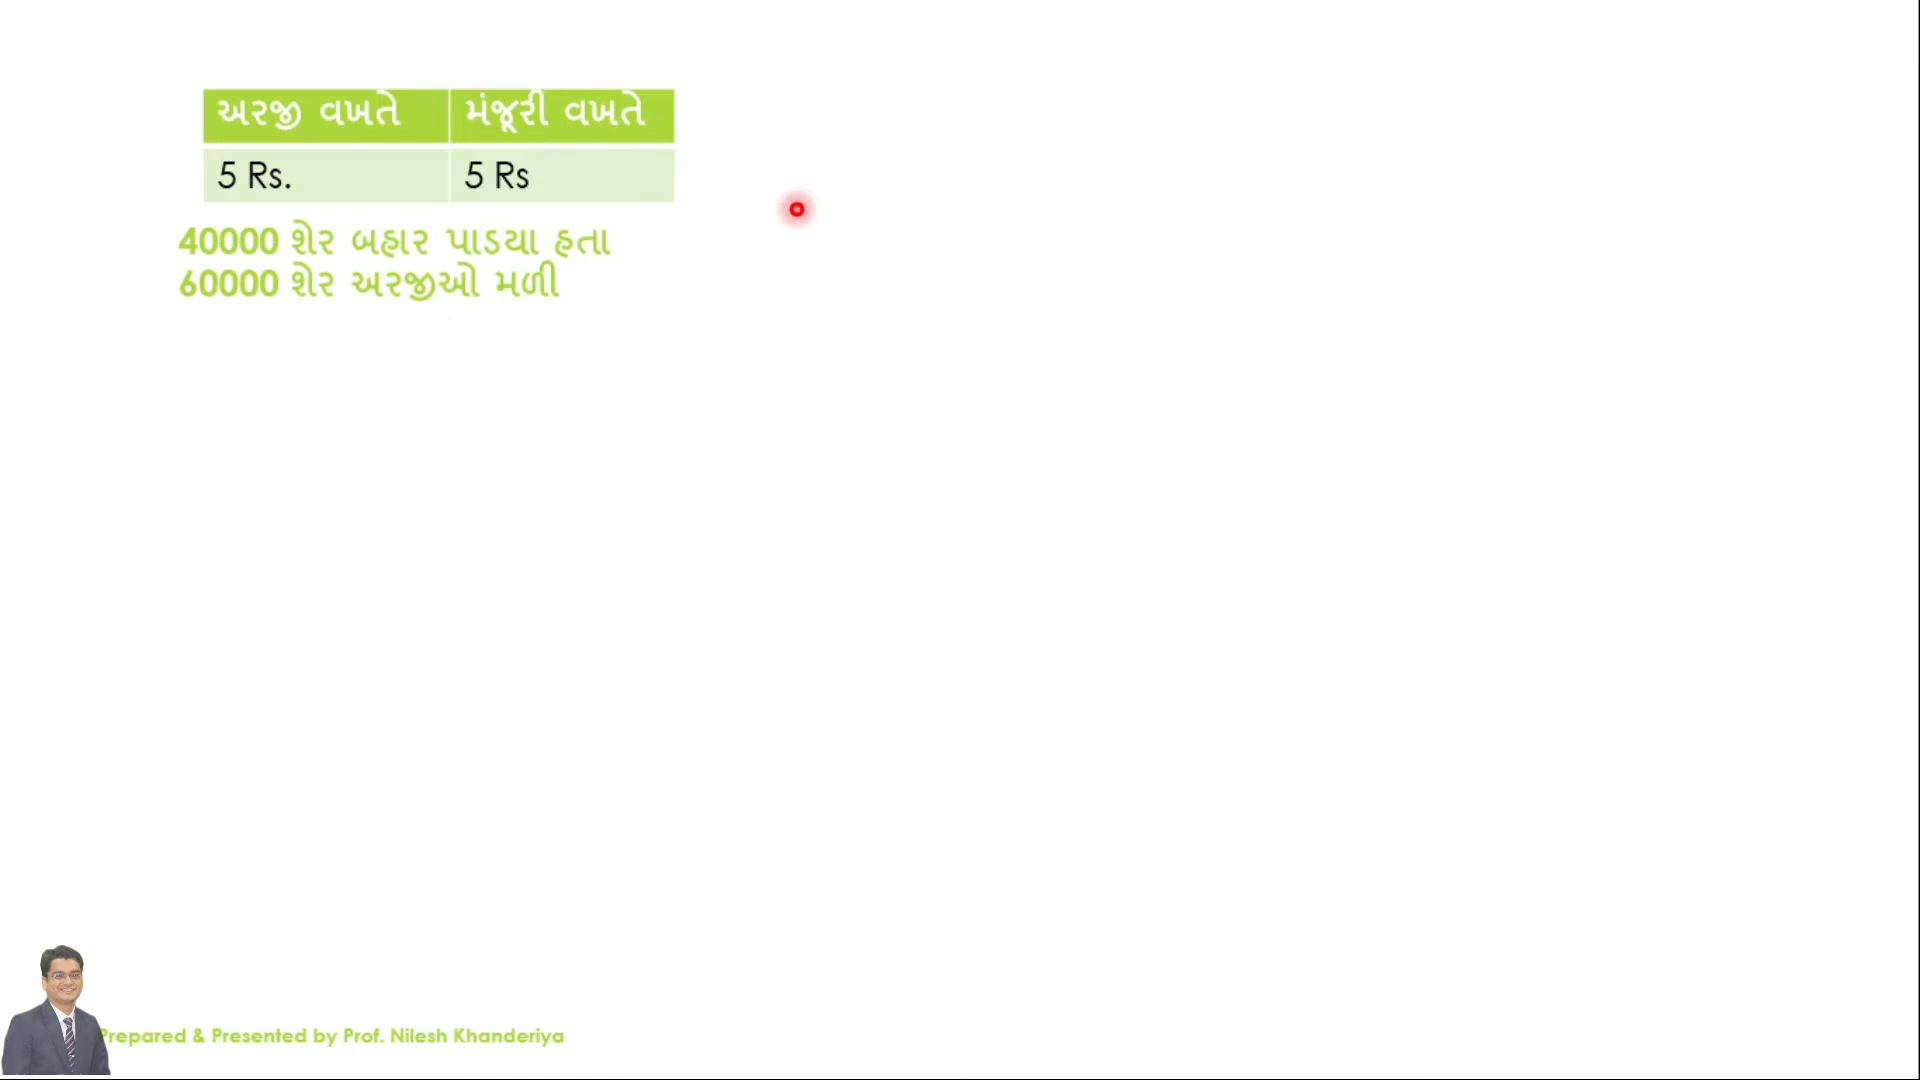 અરજી વખતે મંજૂરી વખતે
5 Rs. 5 Rs
40000 શેર બહાર પાડયા હતા
60000 શેર અરજીઓ મળી
Prepared & Presented by Prof. Nilesh Khanderiya